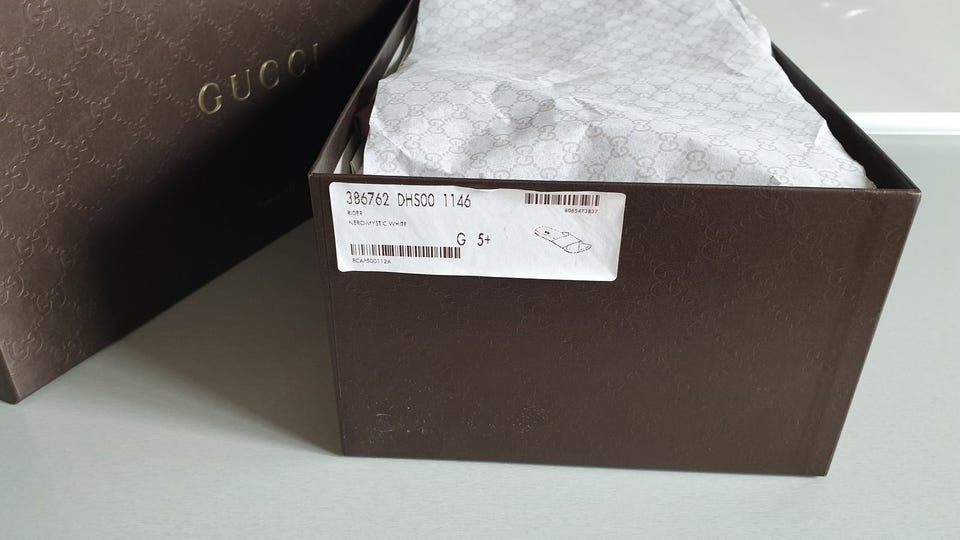 GUCCI
386762 DHS00 1146
RIDER
NERO-MYSTIC WHITE
G 5+
8065473837